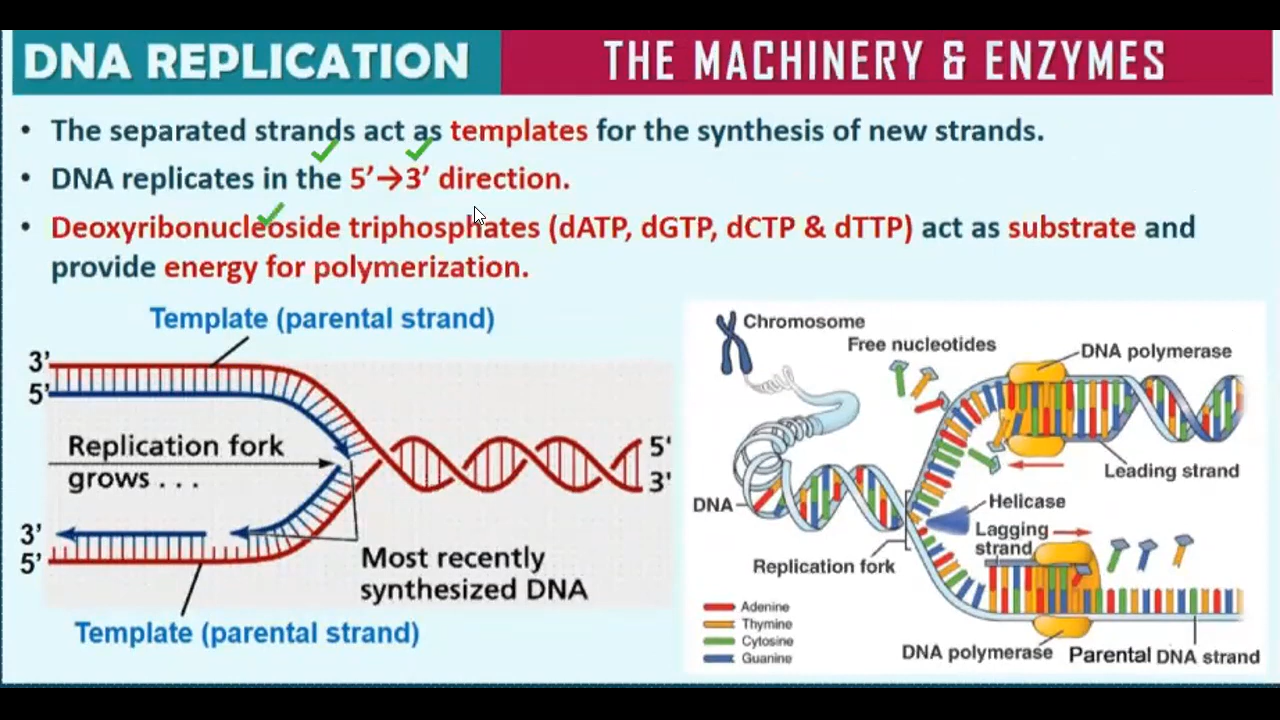 DNA REPLICATION
THE MACHINERY & ENZYMES
• The separated strands act as templates for the synthesis of new strands.
• DNA replicates in the 5’→3’ direction.
• Deoxyribonucleoside triphosphates (dATP, dGTP, dCTP & dTTP) act as substrate and
provide energy for polymerization.
Template (parental strand)
3'
5'
Replication fork
grows . . .
5'
3'
3'
5'
Most recently
synthesized DNA
Template (parental strand)
Chromosome
Free nucleotides
DNA polymerase
Leading strand
DNA
Helicase
Lagging
strand
Replication fork
Adenine
Thymine
Cytosine
Guanine
DNA polymerase
Parental DNA strand